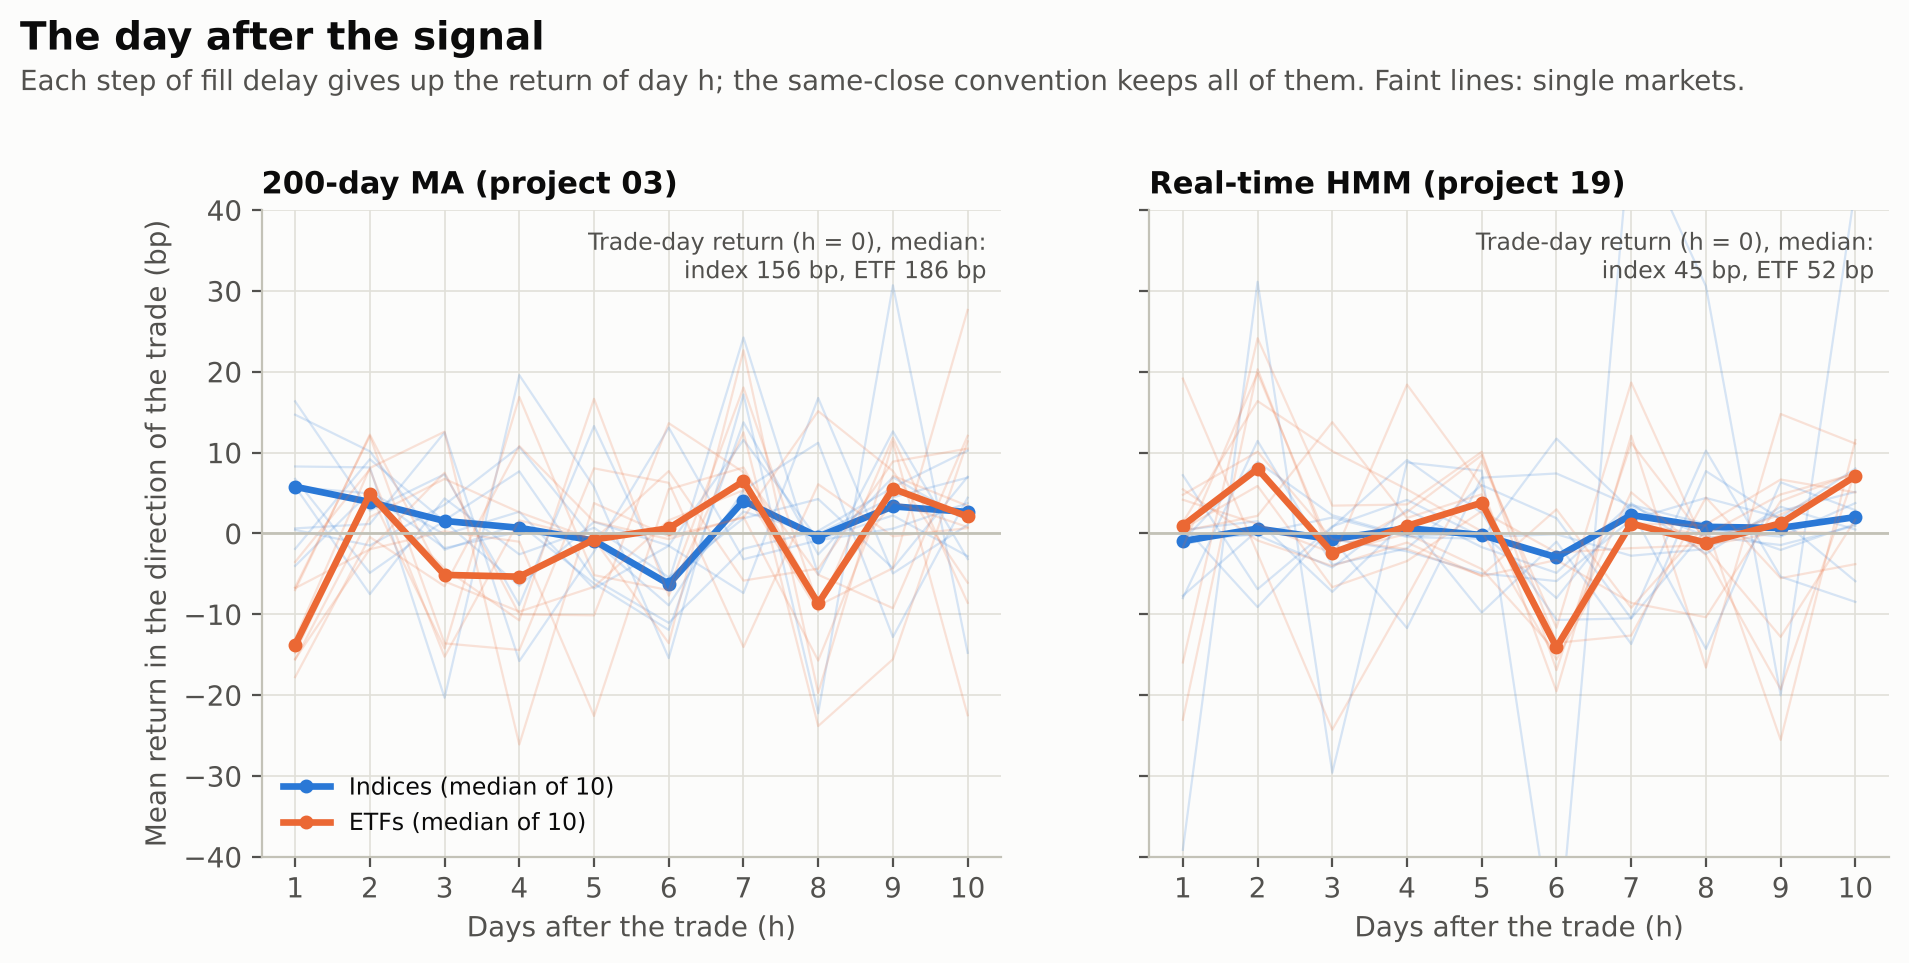 The day after the signal
Each step of fill delay gives up the return of day h; the same-close convention keeps all of them. Faint lines: single markets.
200-day MA (project 03)
Mean return in the direction of the trade (bp)
40
30
20
10
0
−10
−20
−30
−40
Trade-day return (h = 0), median:
index 156 bp, ETF 186 bp
Indices (median of 10)
ETFs (median of 10)
1 2 3 4 5 6 7 8 9 10
Days after the trade (h)
Real-time HMM (project 19)
Trade-day return (h = 0), median:
index 45 bp, ETF 52 bp
1 2 3 4 5 6 7 8 9 10
Days after the trade (h)